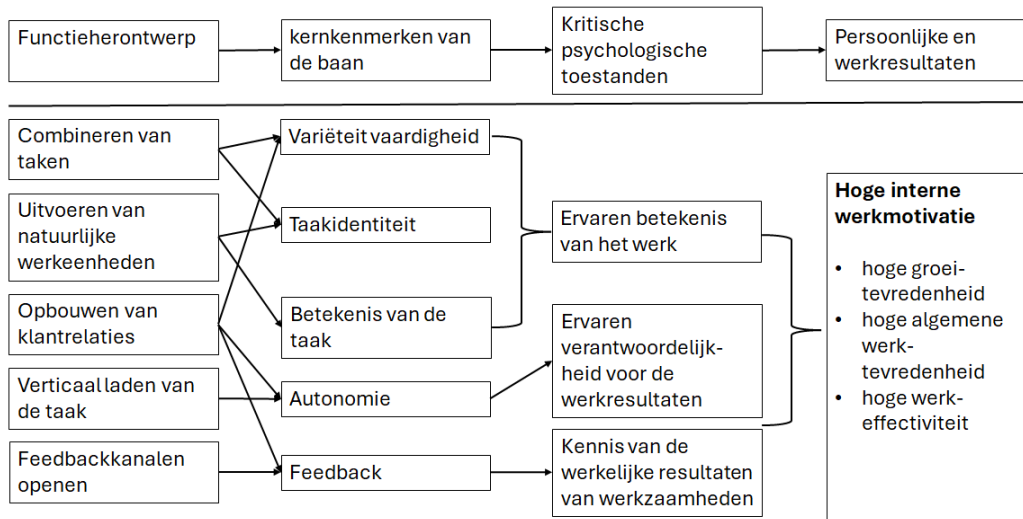 Functieherontwerp
kernkenmerken van
de baan
Kritische
psychologische
toestanden
Persoonlijke en
werkresultaten
Combineren van
taken
Uitvoeren van
natuurlijke
werkeenheden
Opbouwen van
klantrelaties
Verticaal laden van
de taak
Feedbackkanalen
openen
Variëteit vaardigheid
Taakidentiteit
Betekenis van de
taak
Autonomie
Feedback
Ervaren betekenis
van het werk
Ervaren
verantwoordelijk-
heid voor de
werkresultaten
Kennis van de
werkelijke resultaten
van werkzaamheden
Hoge interne
werkmotivatie
• hoge groei-
tevredenheid
• hoge algemene
werk-
tevredenheid
• hoge werk-
effectiviteit